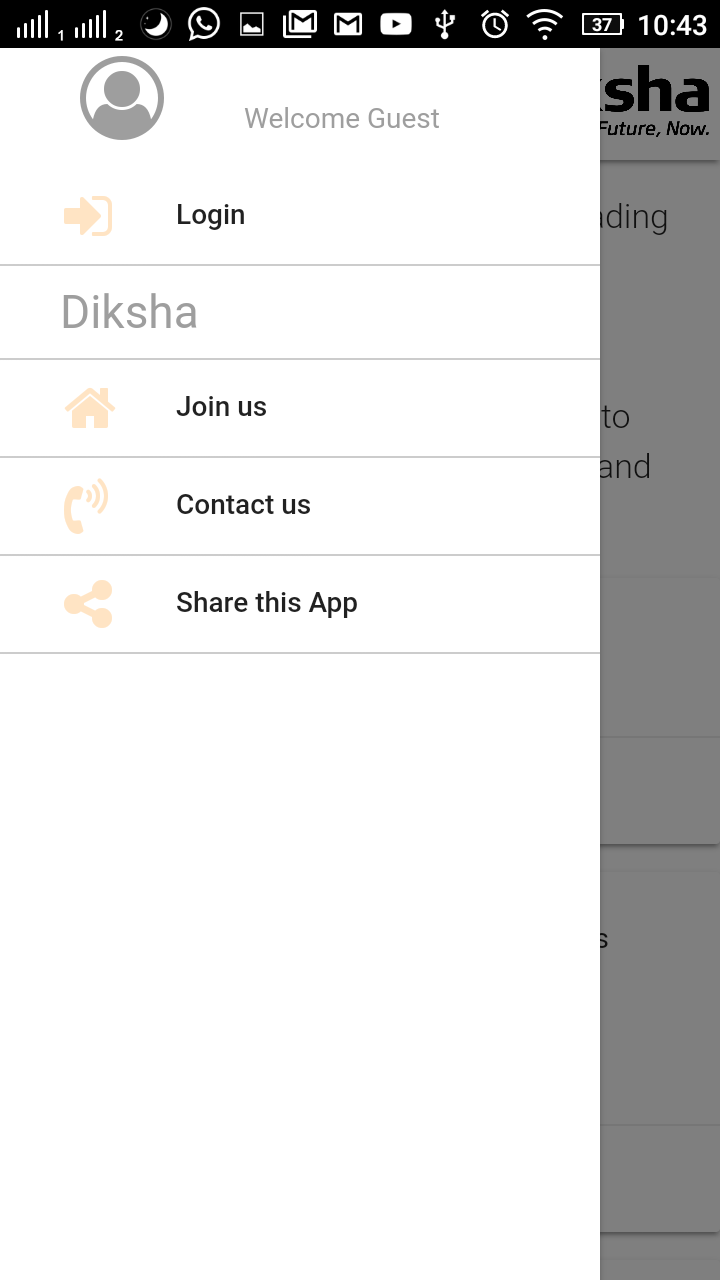 1 2 37 10:43
Welcome Guest
Login
Diksha
Join us
Contact us
Share this App
sha
Future, Now.
ading
to
and
s